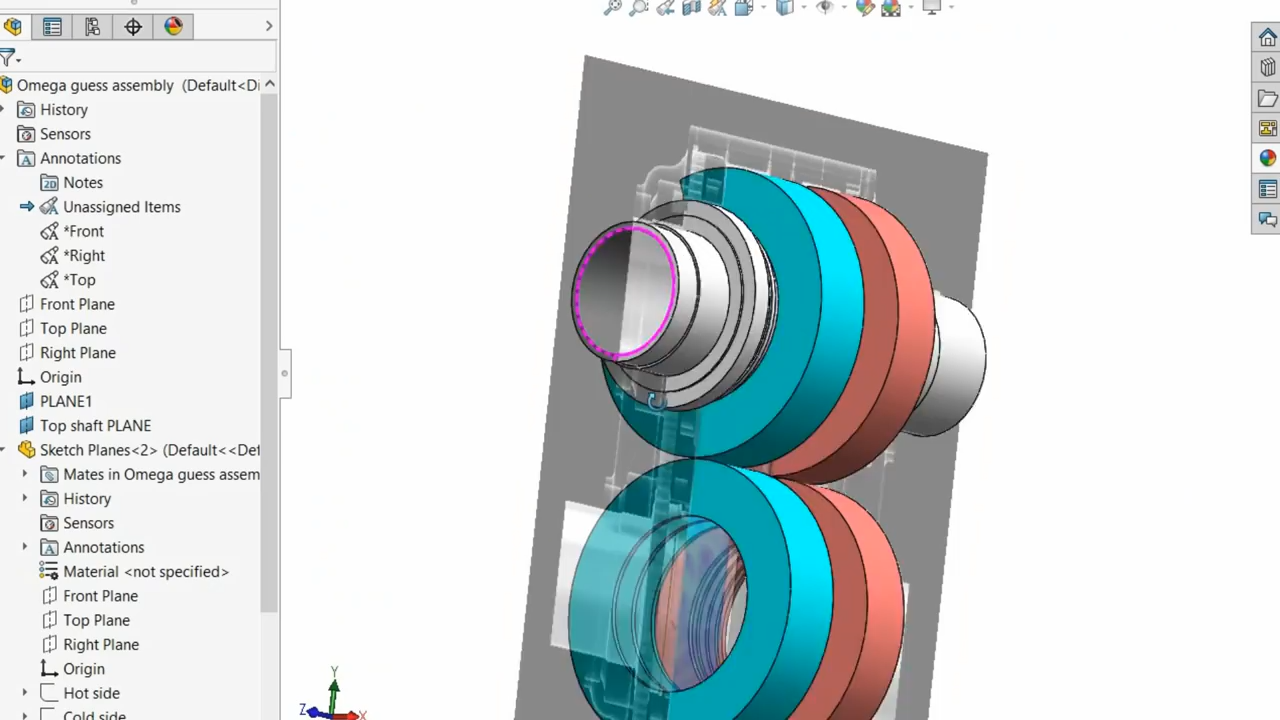 Omega guess assembly (Default<Di
History
Sensors
Annotations
Notes
Unassigned Items
*Front
*Right
*Top
Front Plane
Top Plane
Right Plane
Origin
PLANE1
Top shaft PLANE
Sketch Planes<2> (Default<<Def
Mates in Omega guess assem
History
Sensors
Annotations
Material <not specified>
Front Plane
Top Plane
Right Plane
Origin
Hot side
Cold side
Y
Z
X